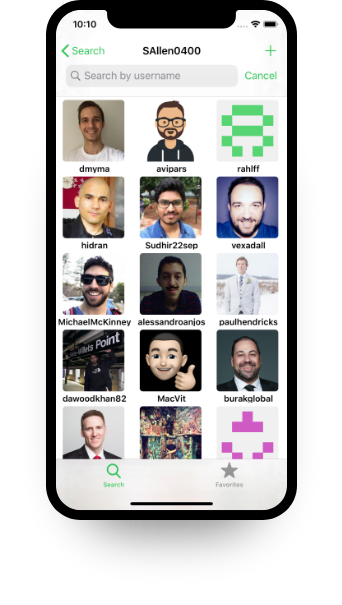 10:10
Search
SAllen0400
+
Search by username
Cancel
dmyma
avipars
rahlff
hidran
Sudhir22sep
vexadall
MichaelMcKinney
alessandroanjos
paulhendricks
Willets Point
dawoodkhan82
MacVit
burakglobal
Search
Favorites